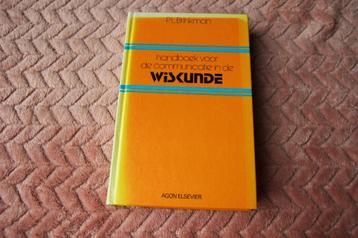 P.L. Brinkman
handboek voor
de communicatie in de
WISKUNDE
AGON ELSEVIER